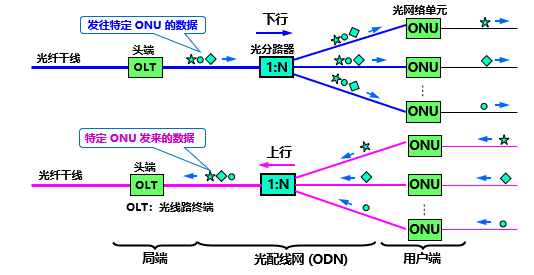 发往特定 ONU 的数据
下行
光网络单元
光纤干线
头端
OLT
光分路器
1:N
ONU
ONU
ONU
特定 ONU 发来的数据
上行
光纤干线
头端
OLT
1:N
ONU
ONU
ONU
OLT：光线路终端
局端
光配线网 (ODN)
用户端